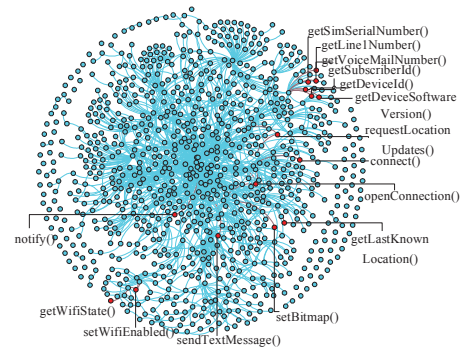 getSimSerialNumber()
getLine1Number()
getVoiceMailNumber()
getSubscriberId()
getDeviceId()
getDeviceSoftware
Version()
requestLocation
Updates()
connect()
openConnection()
notify()
getLastKnown
Location()
getWifiState()
setWifiEnabled()
setBitmap()
sendTextMessage()